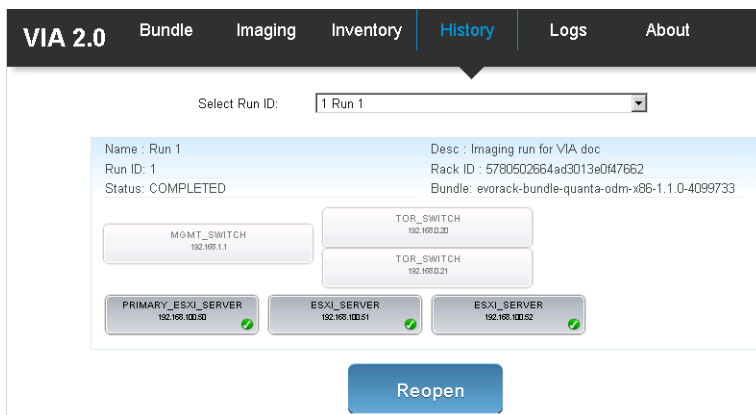 VIA 2.0 Bundle Imaging Inventory History Logs About
Select Run ID: 1 Run 1
Name : Run 1 Desc : Imaging run for VIA doc
Run ID: 1 Rack ID : 5780502664ad3013e0f47662
Status: COMPLETED Bundle: evorack-bundle-quanta-odm-x86-1.1.0-4099733
MGMT_SWITCH
192.168.1.1
TOR_SWITCH
192.168.0.20
TOR_SWITCH
192.168.0.21
PRIMARY_ESXI_SERVER
192.168.100.50
ESXI_SERVER
192.168.100.51
ESXI_SERVER
192.168.100.52
Reopen